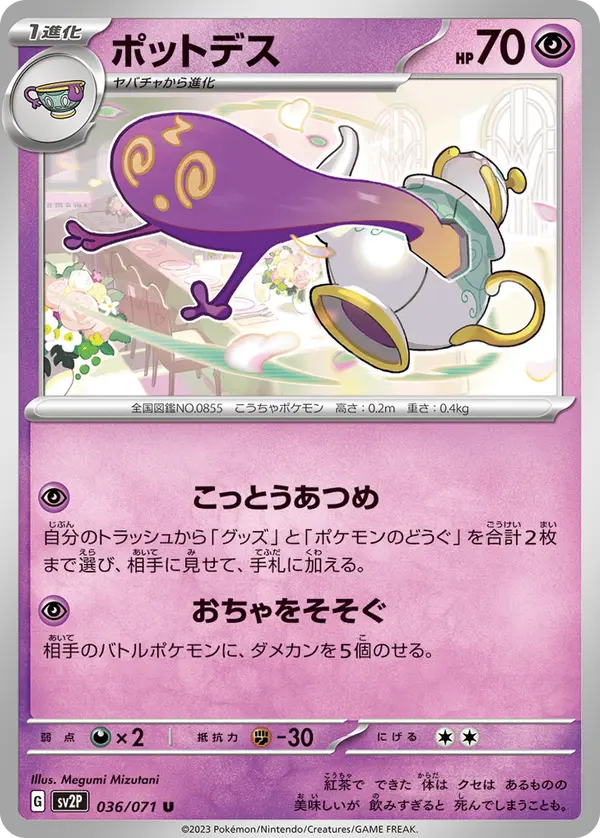 1進化
ポットデス
HP70
ヤバチャから進化
全国図鑑NO.0855 こうちゃポケモン 高さ:0.2m 重さ:0.4kg
こっとうあつめ
自分のトラッシュから「グッズ」と「ポケモンのどうぐ」を合計2枚
まで選び、相手に見せて、手札に加える。
おちゃをそそぐ
相手のバトルポケモンに、ダメカンを5個のせる。
弱点 ×2 抵抗力 -30 にげる
Illus. Megumi Mizutani
G sv2P 036/071 U
紅茶で できた 体は クセは あるものの
美味しいが 飲みすぎると 死んでしまうことも。
©2023 Pokémon/Nintendo/Creatures/GAME FREAK.